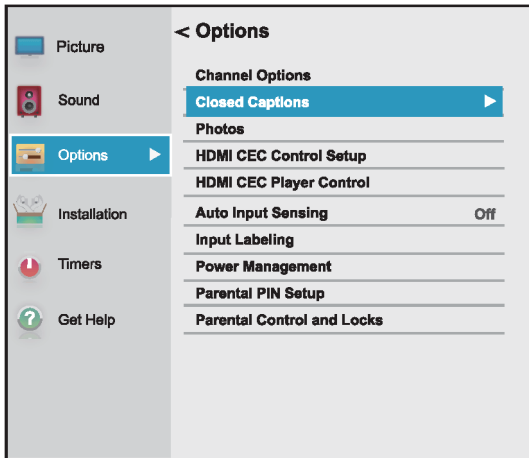 Picture
Sound
Options
Installation
Timers
Get Help
< Options
Channel Options
Closed Captions
Photos
HDMI CEC Control Setup
HDMI CEC Player Control
Auto Input Sensing Off
Input Labeling
Power Management
Parental PIN Setup
Parental Control and Locks